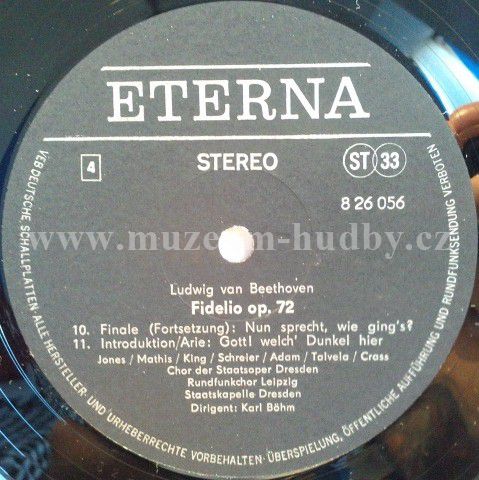 ETERNA
4
STEREO
ST 33
8 26 056
www.muzeum-hudby.cz
Ludwig van Beethoven
Fidelio op. 72
10. Finale (Fortsetzung): Nun sprecht, wie ging's?
11. Introduktion/Arie: Gott! welch' Dunkel hier
Jones / Mathis / King / Schreier / Adam / Talvela / Crass
Chor der Staatsoper Dresden
Rundfunkchor Leipzig
Staatskapelle Dresden
Dirigent: Karl Böhm
VEB DEUTSCHE SCHALLPLATTEN ALLE HERSTELLER- UND URHEBERRECHTE VORBEHALTEN · ÜBERSPIELUNG, ÖFFENTLICHE AUFFÜHRUNG UND RUNDFUNKSENDUNG VERBOTEN